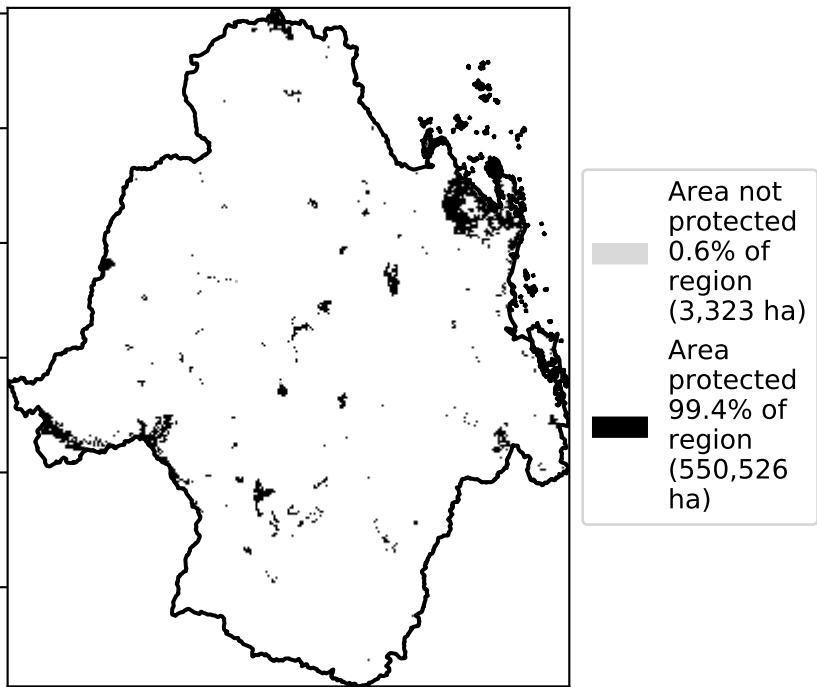 Area not
protected
0.6% of
region
(3,323 ha)
Area
protected
99.4% of
region
(550,526
ha)